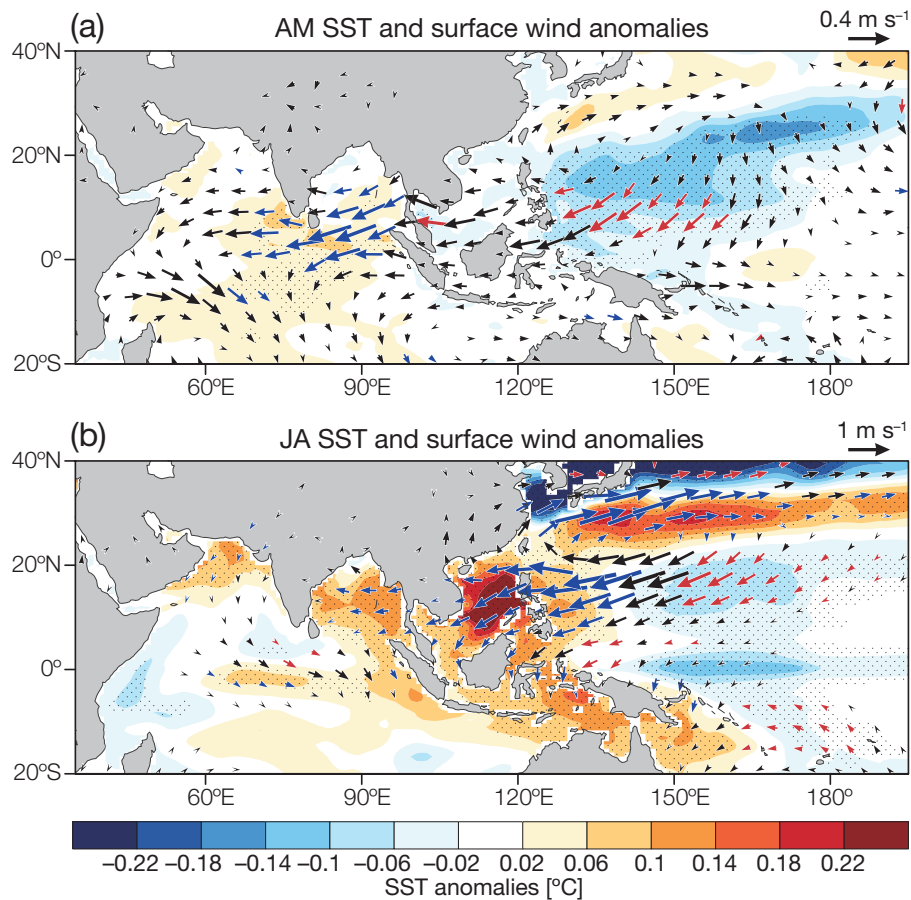 (a) AM SST and surface wind anomalies 0.4 m s⁻¹
40ºN
20ºN
0º
20ºS
60ºE 90ºE 120ºE 150ºE 180º
(b) JA SST and surface wind anomalies 1 m s⁻¹
40ºN
20ºN
0º
20ºS
60ºE 90ºE 120ºE 150ºE 180º
−0.22 −0.18 −0.14 −0.1 −0.06 −0.02 0.02 0.06 0.1 0.14 0.18 0.22
SST anomalies [ºC]